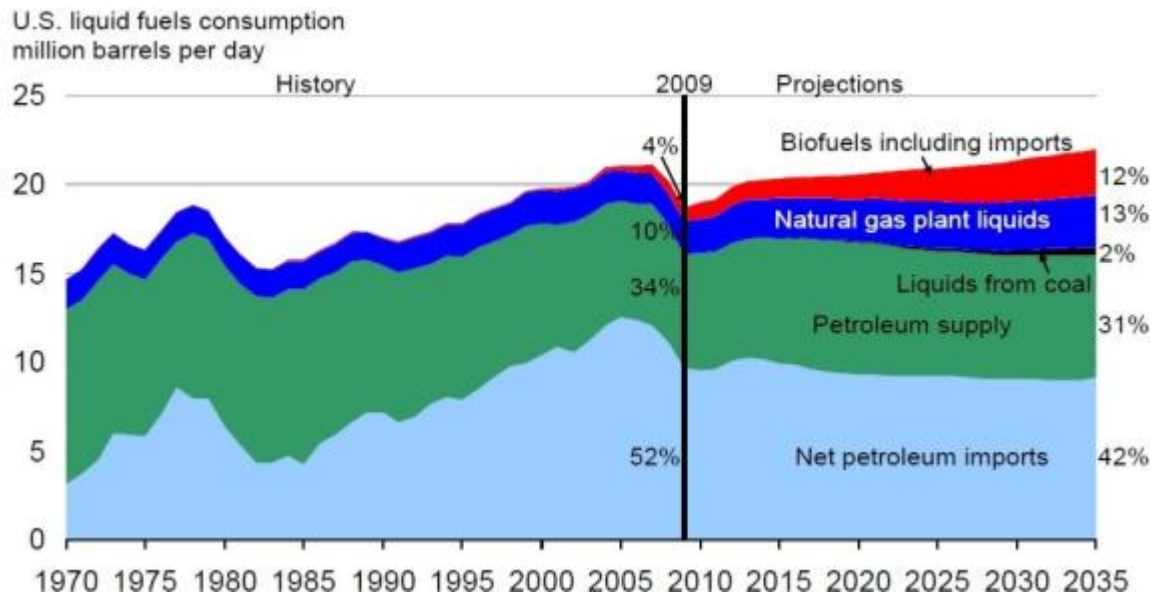 U.S. liquid fuels consumption
million barrels per day
25
History
2009
Projections
4%
Biofuels including imports
20
12%
Natural gas plant liquids
13%
10%
15
2%
34%
Liquids from coal
Petroleum supply
31%
10
5
52%
Net petroleum imports
42%
0
1970 1975 1980 1985 1990 1995 2000 2005 2010 2015 2020 2025 2030 2035